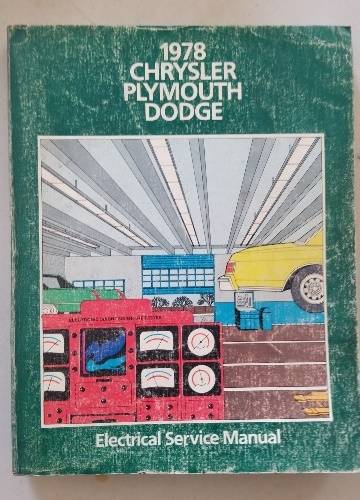 1978
CHRYSLER
PLYMOUTH
DODGE
Electrical Service Manual